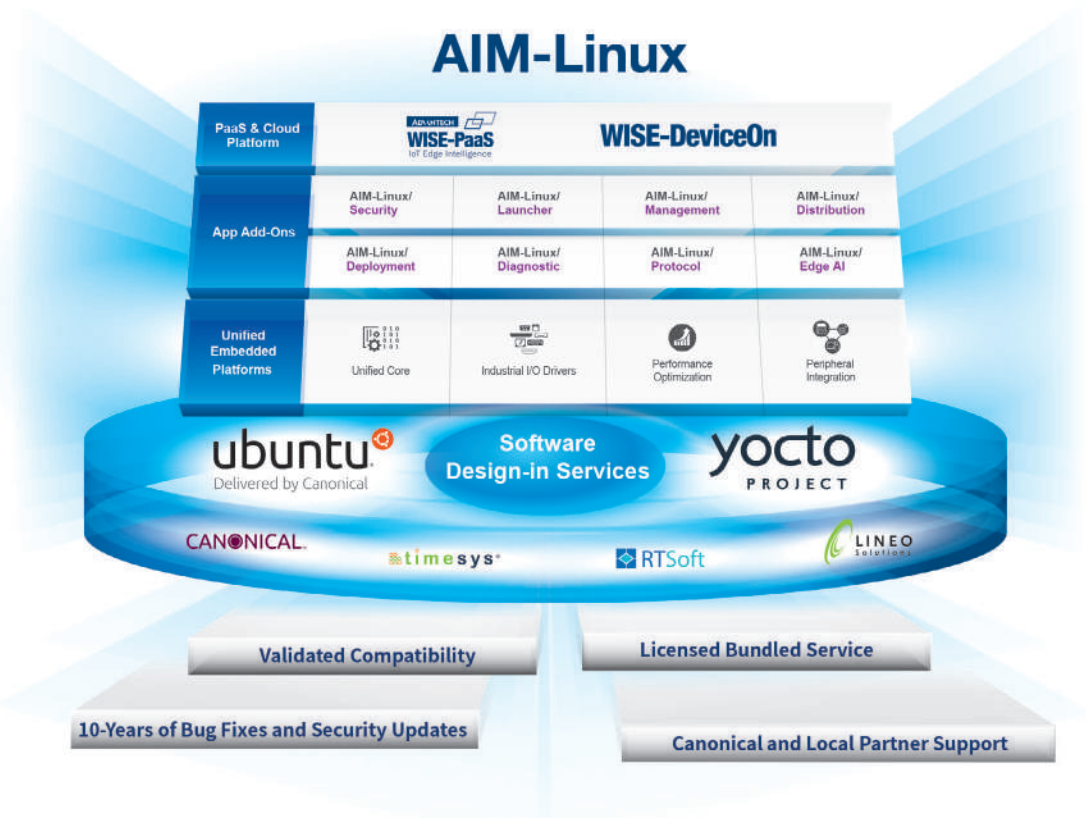 AIM-Linux
PaaS & Cloud
Platform
ADVANTECH
WISE-PaaS
IoT Edge Intelligence
WISE-DeviceOn
App Add-Ons
AIM-Linux/
Security
AIM-Linux/
Launcher
AIM-Linux/
Management
AIM-Linux/
Distribution
AIM-Linux/
Deployment
AIM-Linux/
Diagnostic
AIM-Linux/
Protocol
AIM-Linux/
Edge AI
Unified
Embedded
Platforms
010
101
010
101
Unified Core
Industrial I/O Drivers
Performance
Optimization
Peripheral
Integration
ubuntu
Delivered by Canonical
Software
Design-in Services
yocto
PROJECT
CANONICAL
timesys
RTSoft
LINEO
Solutions
Validated Compatibility
Licensed Bundled Service
10-Years of Bug Fixes and Security Updates
Canonical and Local Partner Support